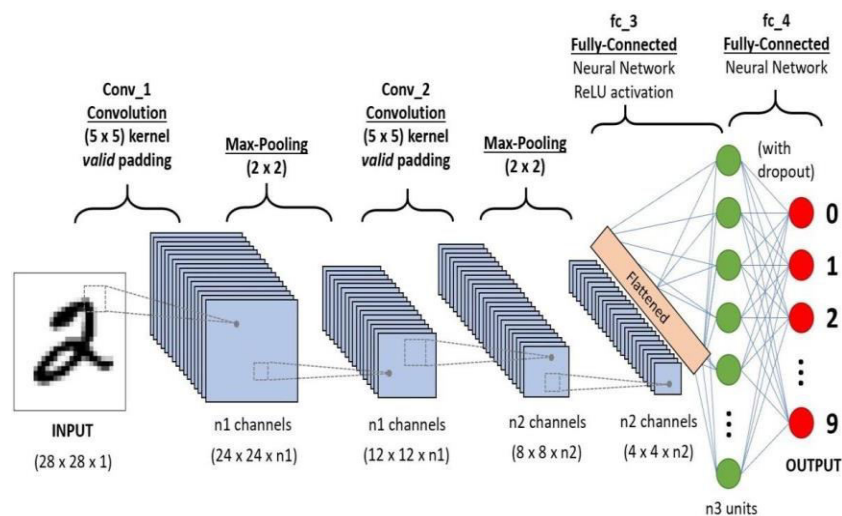 fc_3
Fully-Connected
Neural Network
ReLU activation
fc_4
Fully-Connected
Neural Network
Conv_1
Convolution
(5 x 5) kernel
valid padding
Max-Pooling
(2 x 2)
Conv_2
Convolution
(5 x 5) kernel
valid padding
Max-Pooling
(2 x 2)
(with
dropout)
Flattened
0
1
2
9
INPUT
(28 x 28 x 1)
n1 channels
(24 x 24 x n1)
n1 channels
(12 x 12 x n1)
n2 channels
(8 x 8 x n2)
n2 channels
(4 x 4 x n2)
OUTPUT
n3 units
2